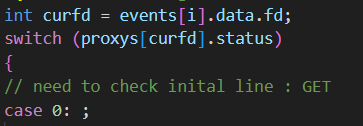 int curfd = events[i].data.fd;
switch (proxys[curfd].status)
{
// need to check inital line : GET
case 0: ;